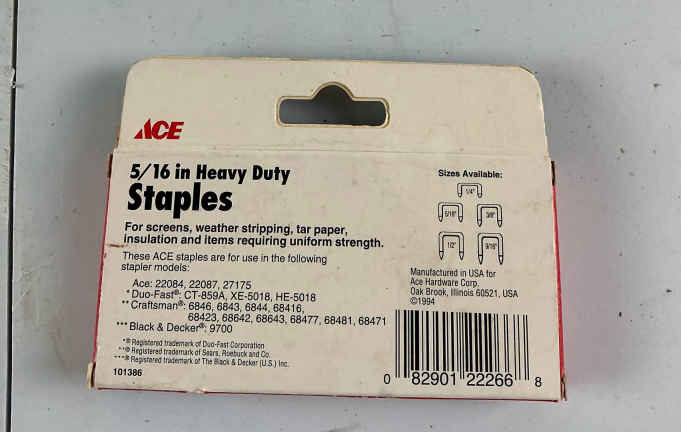 ACE
5/16 in Heavy Duty
Staples
For screens, weather stripping, tar paper,
insulation and items requiring uniform strength.
These ACE staples are for use in the following
stapler models:
Ace: 22084, 22087, 27175
*Duo-Fast®: CT-859A, XE-5018, HE-5018
**Craftsman®: 6846, 6843, 6844, 68416,
68423, 68642, 68643, 68477, 68481, 68471
***Black & Decker®: 9700
*® Registered trademark of Duo-Fast Corporation
**® Registered trademark of Sears, Roebuck and Co.
***® Registered trademark of The Black & Decker (U.S.) Inc.
101386
Sizes Available:
1/4"
5/16" 3/8"
1/2" 9/16"
Manufactured in USA for
Ace Hardware Corp.
Oak Brook, Illinois 60521, USA
©1994
0 82901 22266 8